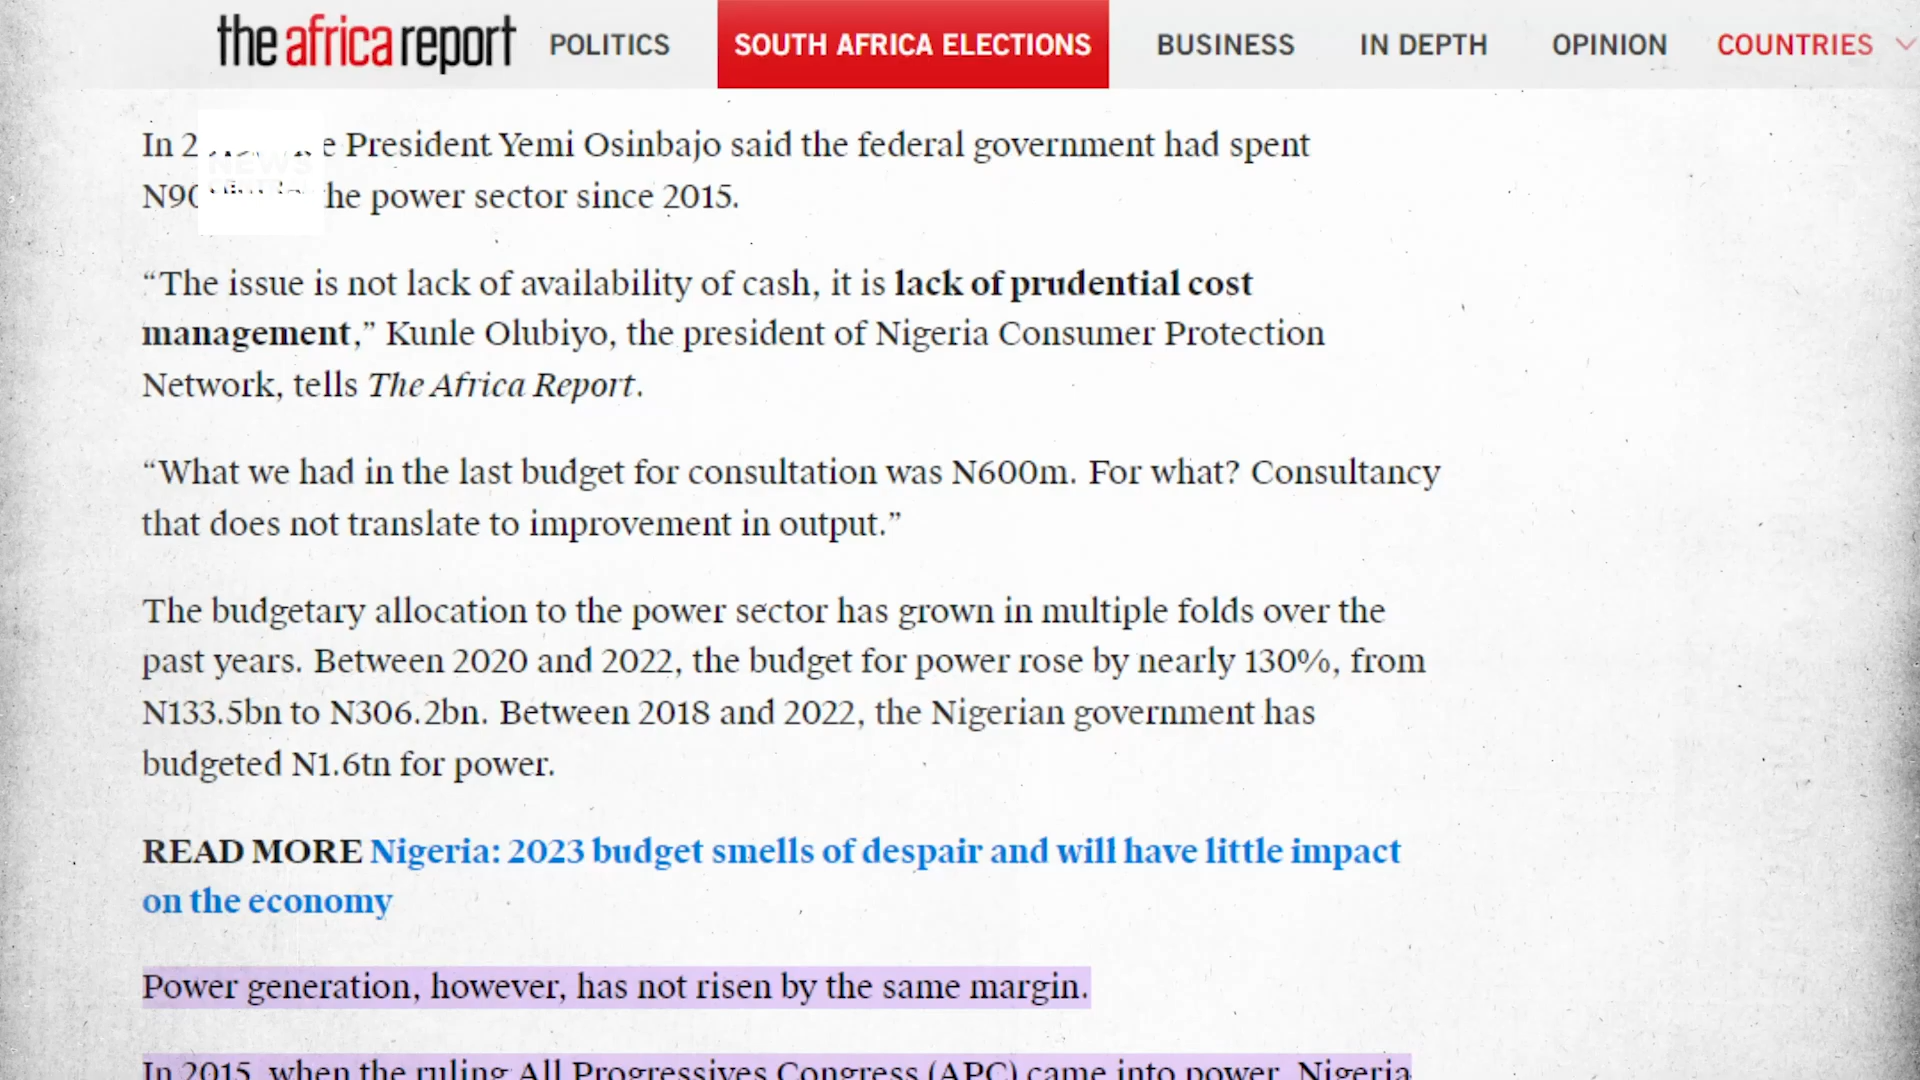 the africa report POLITICS SOUTH AFRICA ELECTIONS BUSINESS IN DEPTH OPINION COUNTRIES
In President Yemi Osinbajo said the federal government had spent
NEWS
the power sector since 2015.
“The issue is not lack of availability of cash, it is lack of prudential cost
management,” Kunle Olubiyo, the president of Nigeria Consumer Protection
Network, tells The Africa Report.
“What we had in the last budget for consultation was N600m. For what? Consultancy
that does not translate to improvement in output.”
The budgetary allocation to the power sector has grown in multiple folds over the
past years. Between 2020 and 2022, the budget for power rose by nearly 130%, from
N133.5bn to N306.2bn. Between 2018 and 2022, the Nigerian government has
budgeted N1.6tn for power.
READ MORE Nigeria: 2023 budget smells of despair and will have little impact
on the economy
Power generation, however, has not risen by the same margin.
In 2015, when the ruling All Progressives Congress (APC) came into power, Nigeria